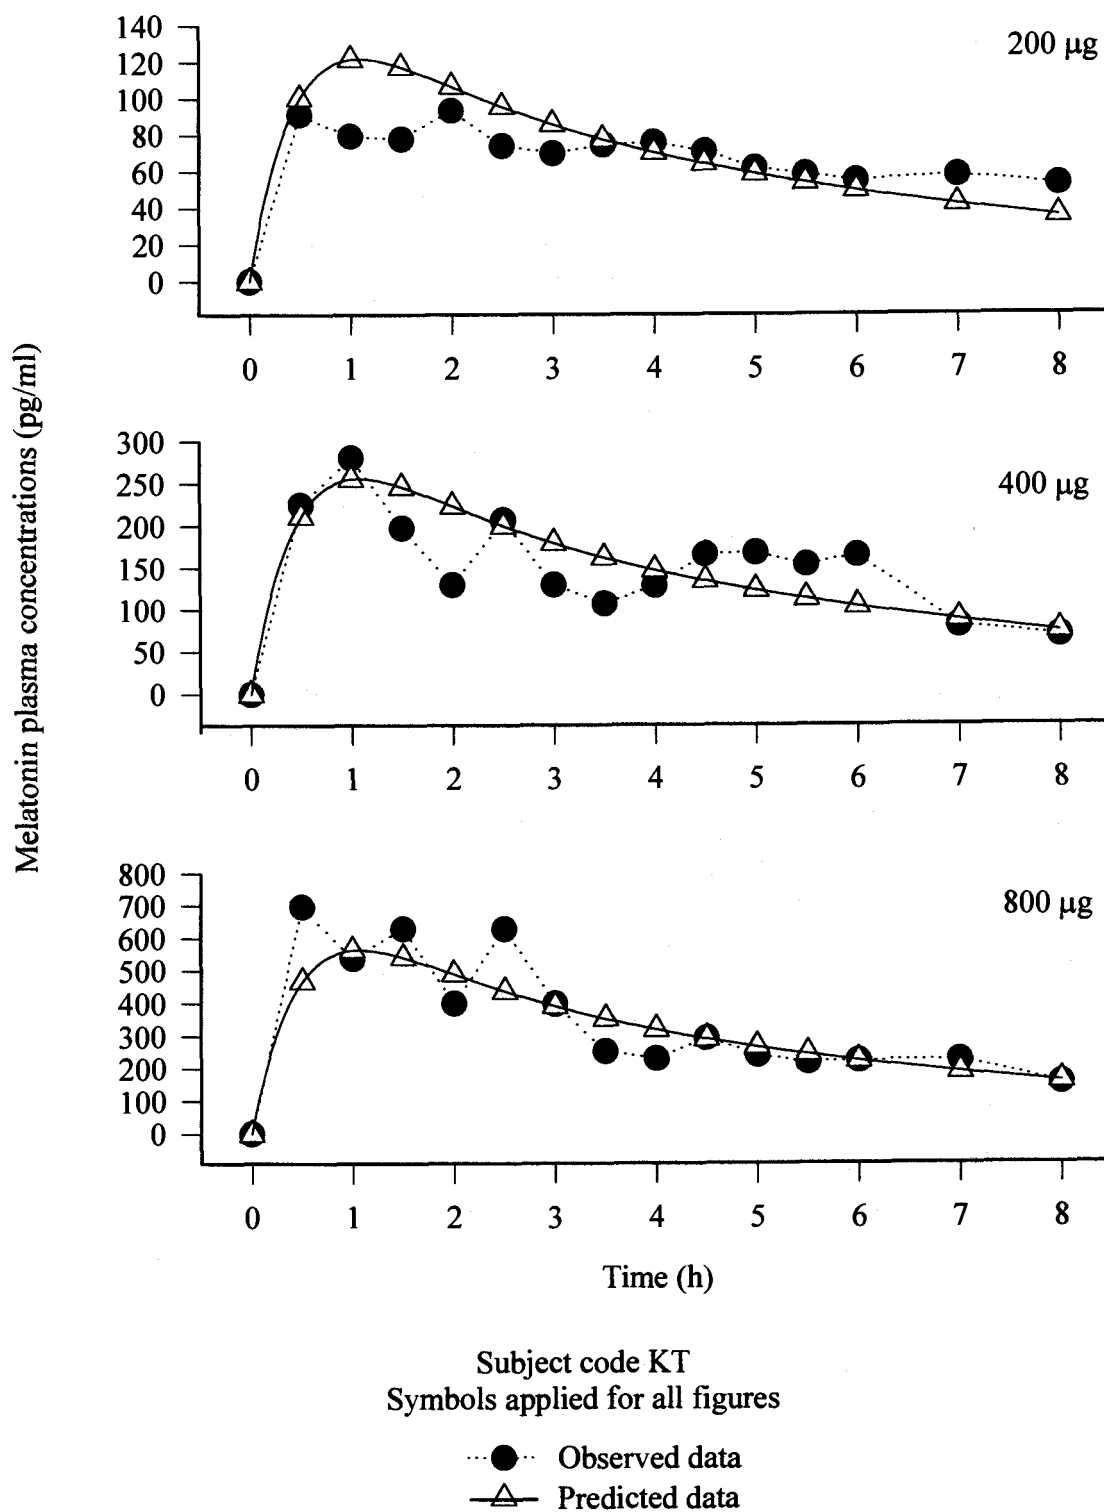 Melatonin plasma concentrations (pg/ml)
200 µg
140
120
100
80
60
40
20
0
0 1 2 3 4 5 6 7 8
400 µg
300
250
200
150
100
50
0
0 1 2 3 4 5 6 7 8
800 µg
800
700
600
500
400
300
200
100
0
0 1 2 3 4 5 6 7 8
Time (h)
Subject code KT
Symbols applied for all figures
Observed data
Predicted data